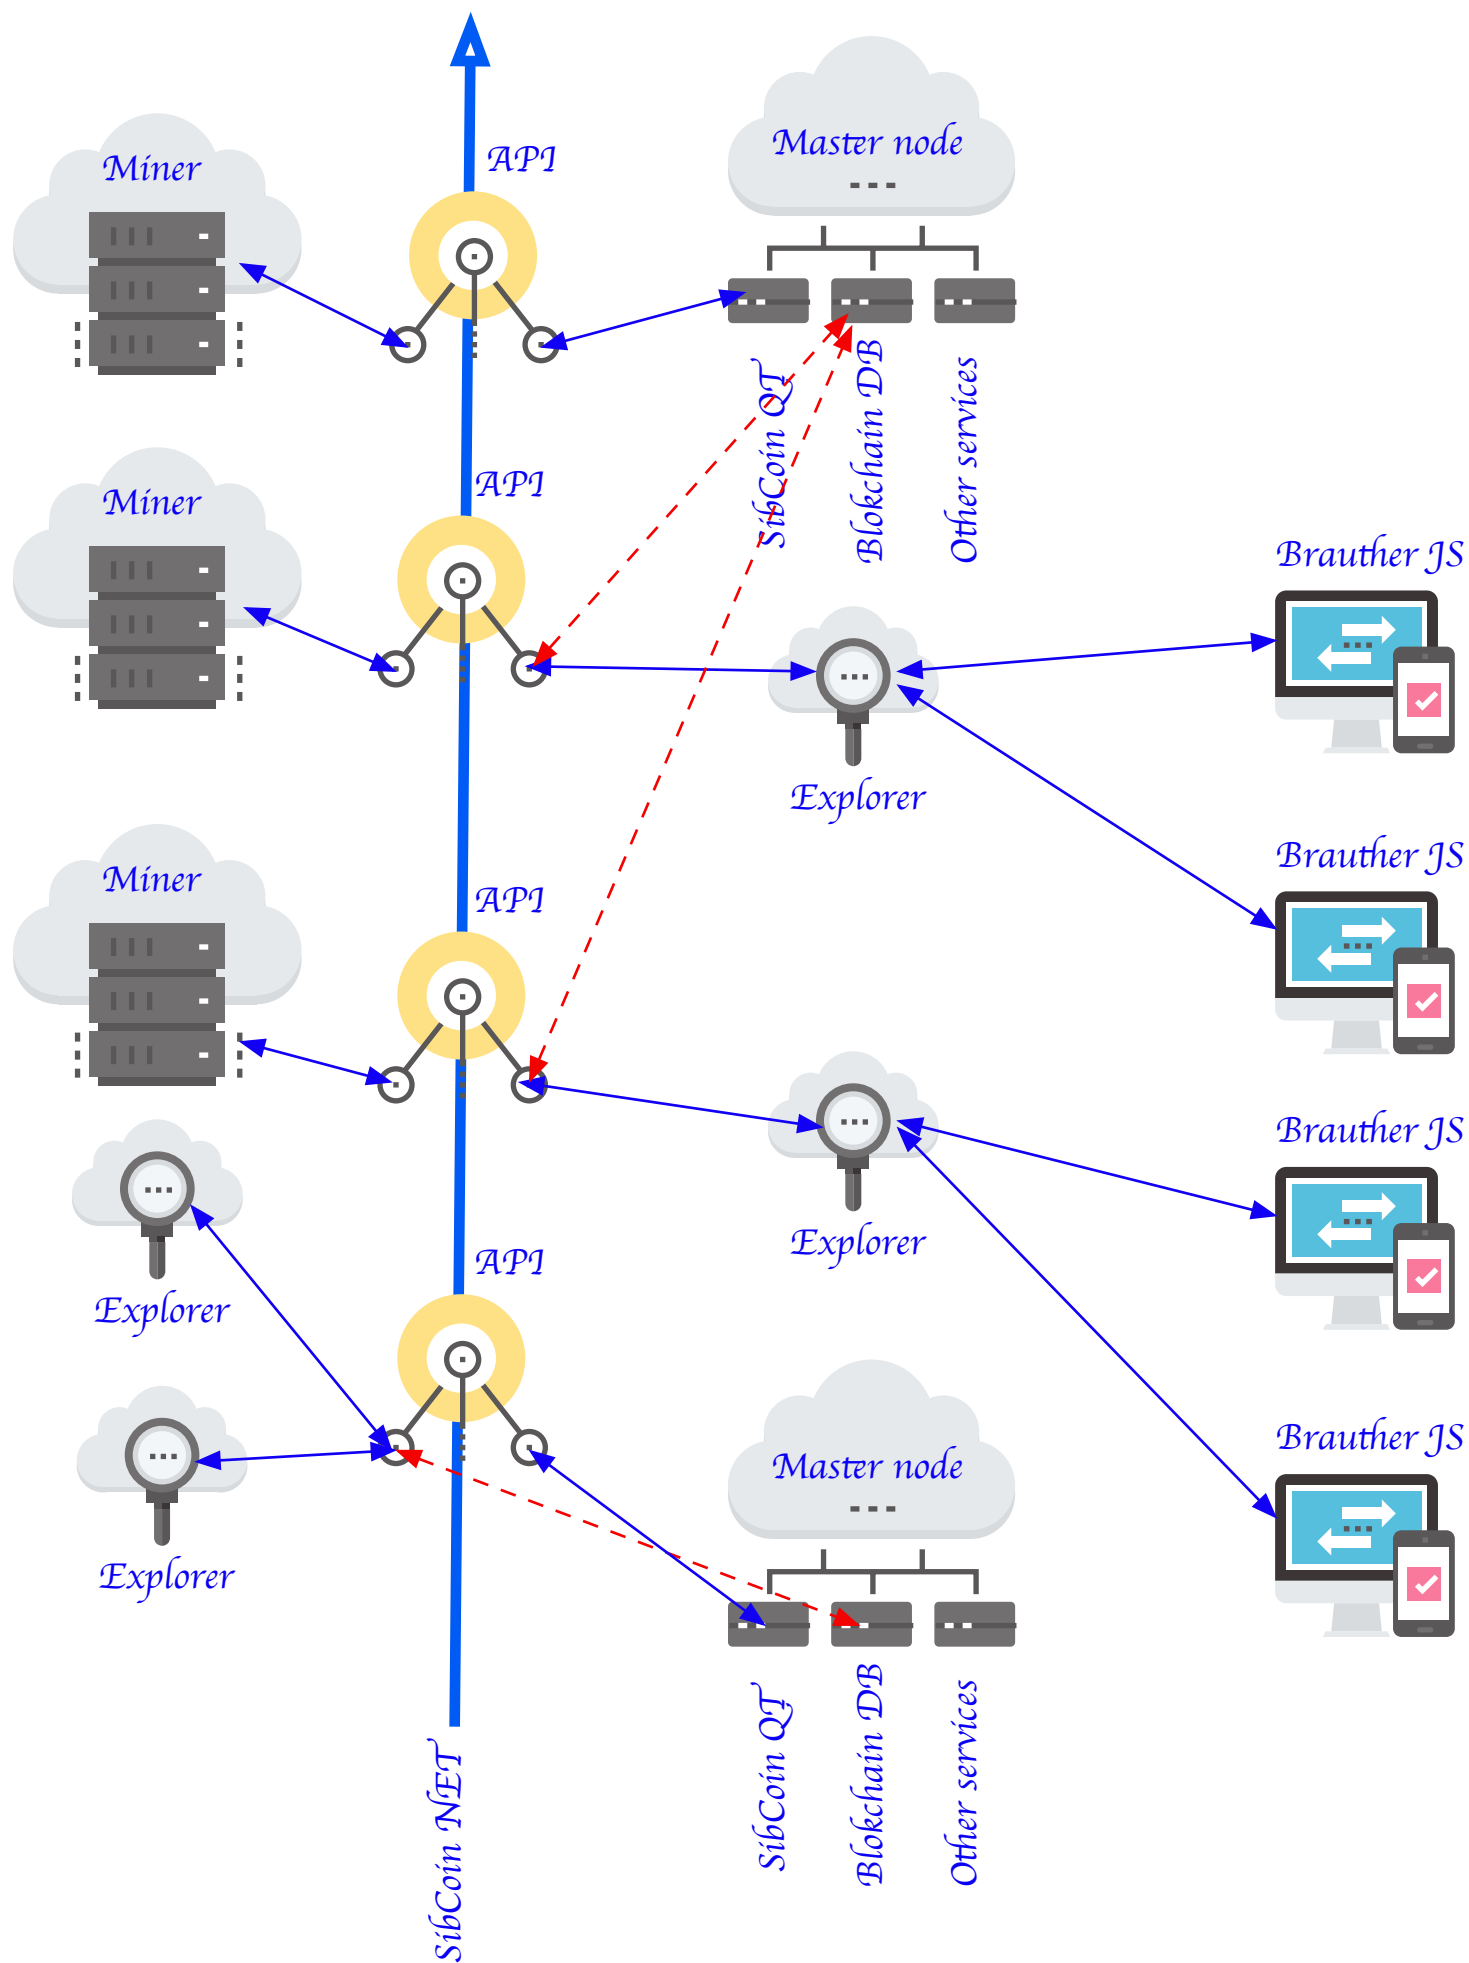 API
Master node
Miner
SibCoin QT
Blokchain DB
Other services
API
Miner
Brauther JS
Explorer
Brauther JS
API
Miner
Brauther JS
Explorer
API
Explorer
Brauther JS
Master node
Explorer
SibCoin QT
Blokchain DB
Other services
SibCoin NET